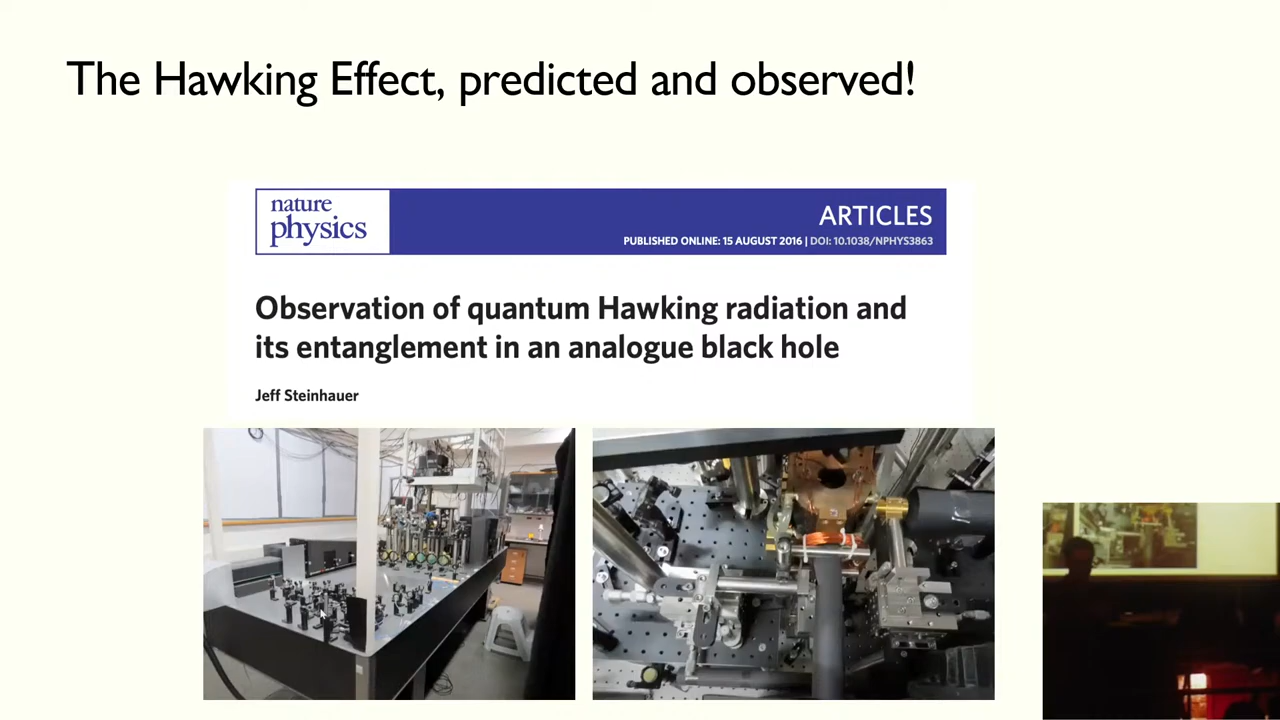 The Hawking Effect, predicted and observed!
nature
physics
ARTICLES
PUBLISHED ONLINE: 15 AUGUST 2016 | DOI: 10.1038/NPHYS3863
Observation of quantum Hawking radiation and
its entanglement in an analogue black hole
Jeff Steinhauer